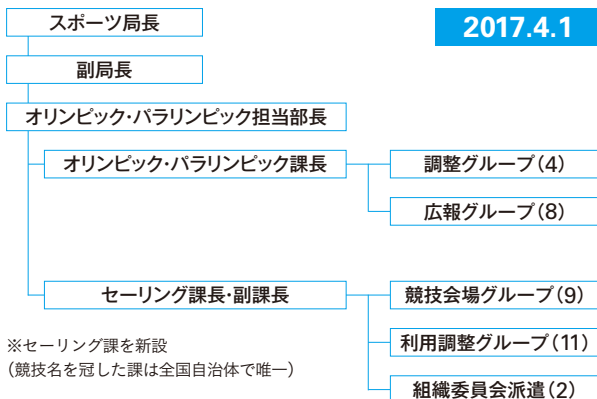 スポーツ局長
2017.4.1
副局長
オリンピック・パラリンピック担当部長
オリンピック・パラリンピック課長
調整グループ(4)
広報グループ(8)
セーリング課長・副課長
競技会場グループ(9)
利用調整グループ(11)
組織委員会派遣(2)
※セーリング課を新設
(競技名を冠した課は全国自治体で唯一)